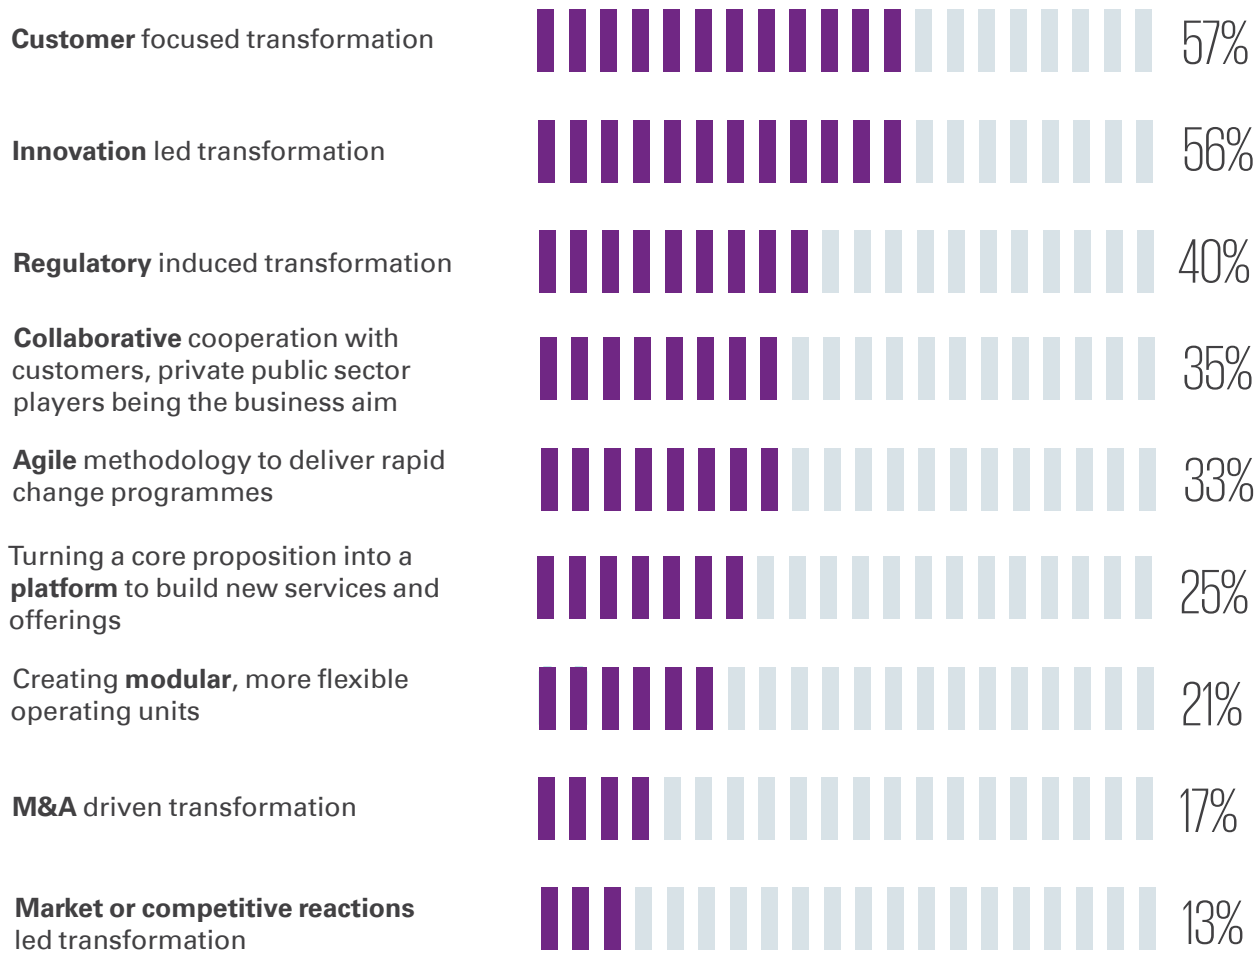 Customer focused transformation
57%
Innovation led transformation
56%
Regulatory induced transformation
40%
Collaborative cooperation with
customers, private public sector
players being the business aim
35%
Agile methodology to deliver rapid
change programmes
33%
Turning a core proposition into a
platform to build new services and
offerings
25%
Creating modular, more flexible
operating units
21%
M&A driven transformation
17%
Market or competitive reactions
led transformation
13%